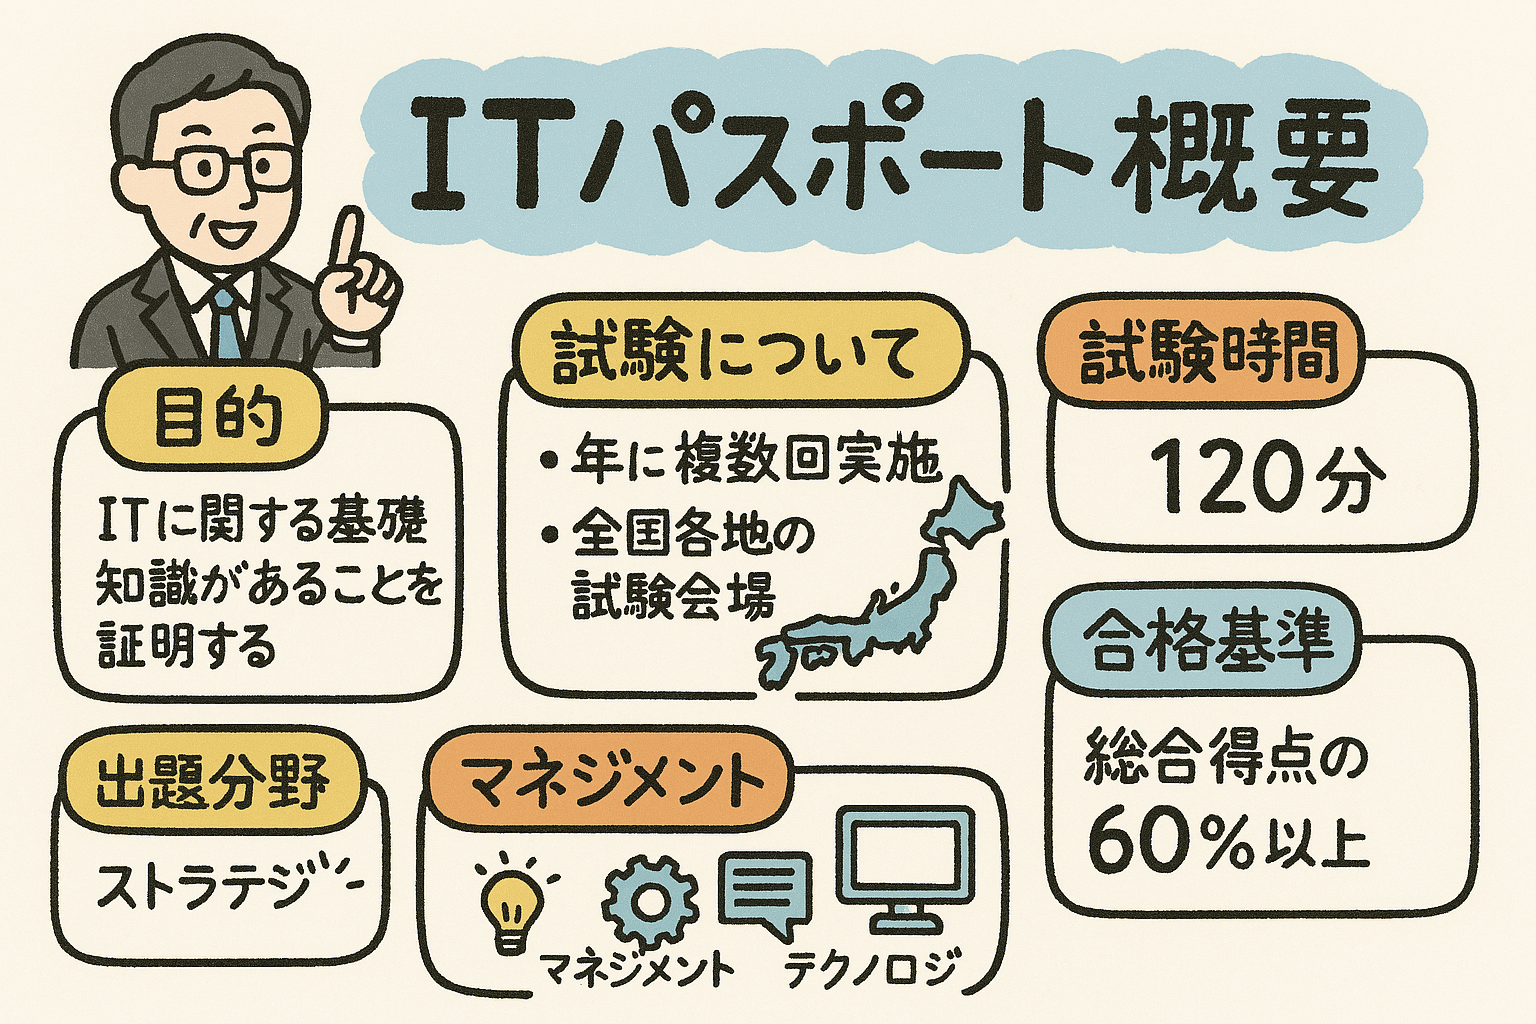 ITパスポート概要
目的
ITに関する基礎
知識があることを
証明する
試験について
・年に複数回実施
・全国各地の
試験会場
試験時間
120分
合格基準
総合得点の
60%以上
出題分野
ストラテジ
マネジメント
マネジメント
テクノロジ